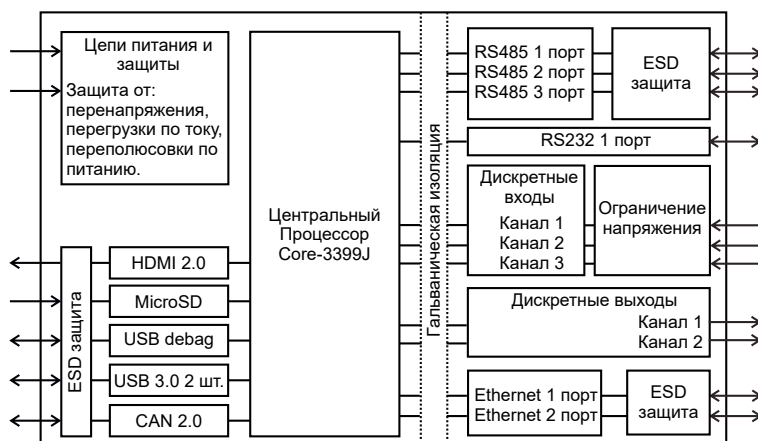 Цепи питания и
защиты
Защита от:
перенапряжения,
перегрузки по току,
переполюсовки по
питанию.
ESD защита
HDMI 2.0
MicroSD
USB debag
USB 3.0 2 шт.
CAN 2.0
Центральный
Процессор
Core-3399J
Гальваническая изоляция
RS485 1 порт
RS485 2 порт
RS485 3 порт
ESD
защита
RS232 1 порт
Дискретные
входы
Канал 1
Канал 2
Канал 3
Ограничение
напряжения
Дискретные выходы
Канал 1
Канал 2
Ethernet 1 порт
Ethernet 2 порт
ESD
защита